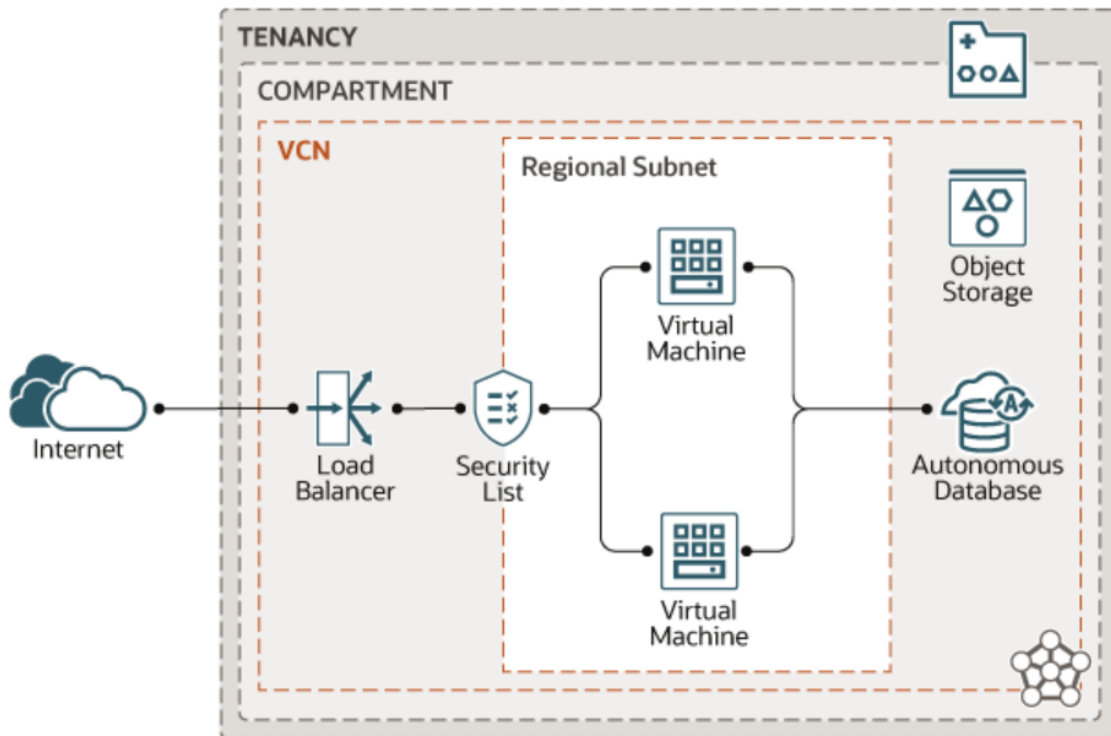 TENANCY
COMPARTMENT
VCN
Regional Subnet
Virtual
Machine
Object
Storage
Internet
Load
Balancer
Security
List
A
Autonomous
Database
Virtual
Machine